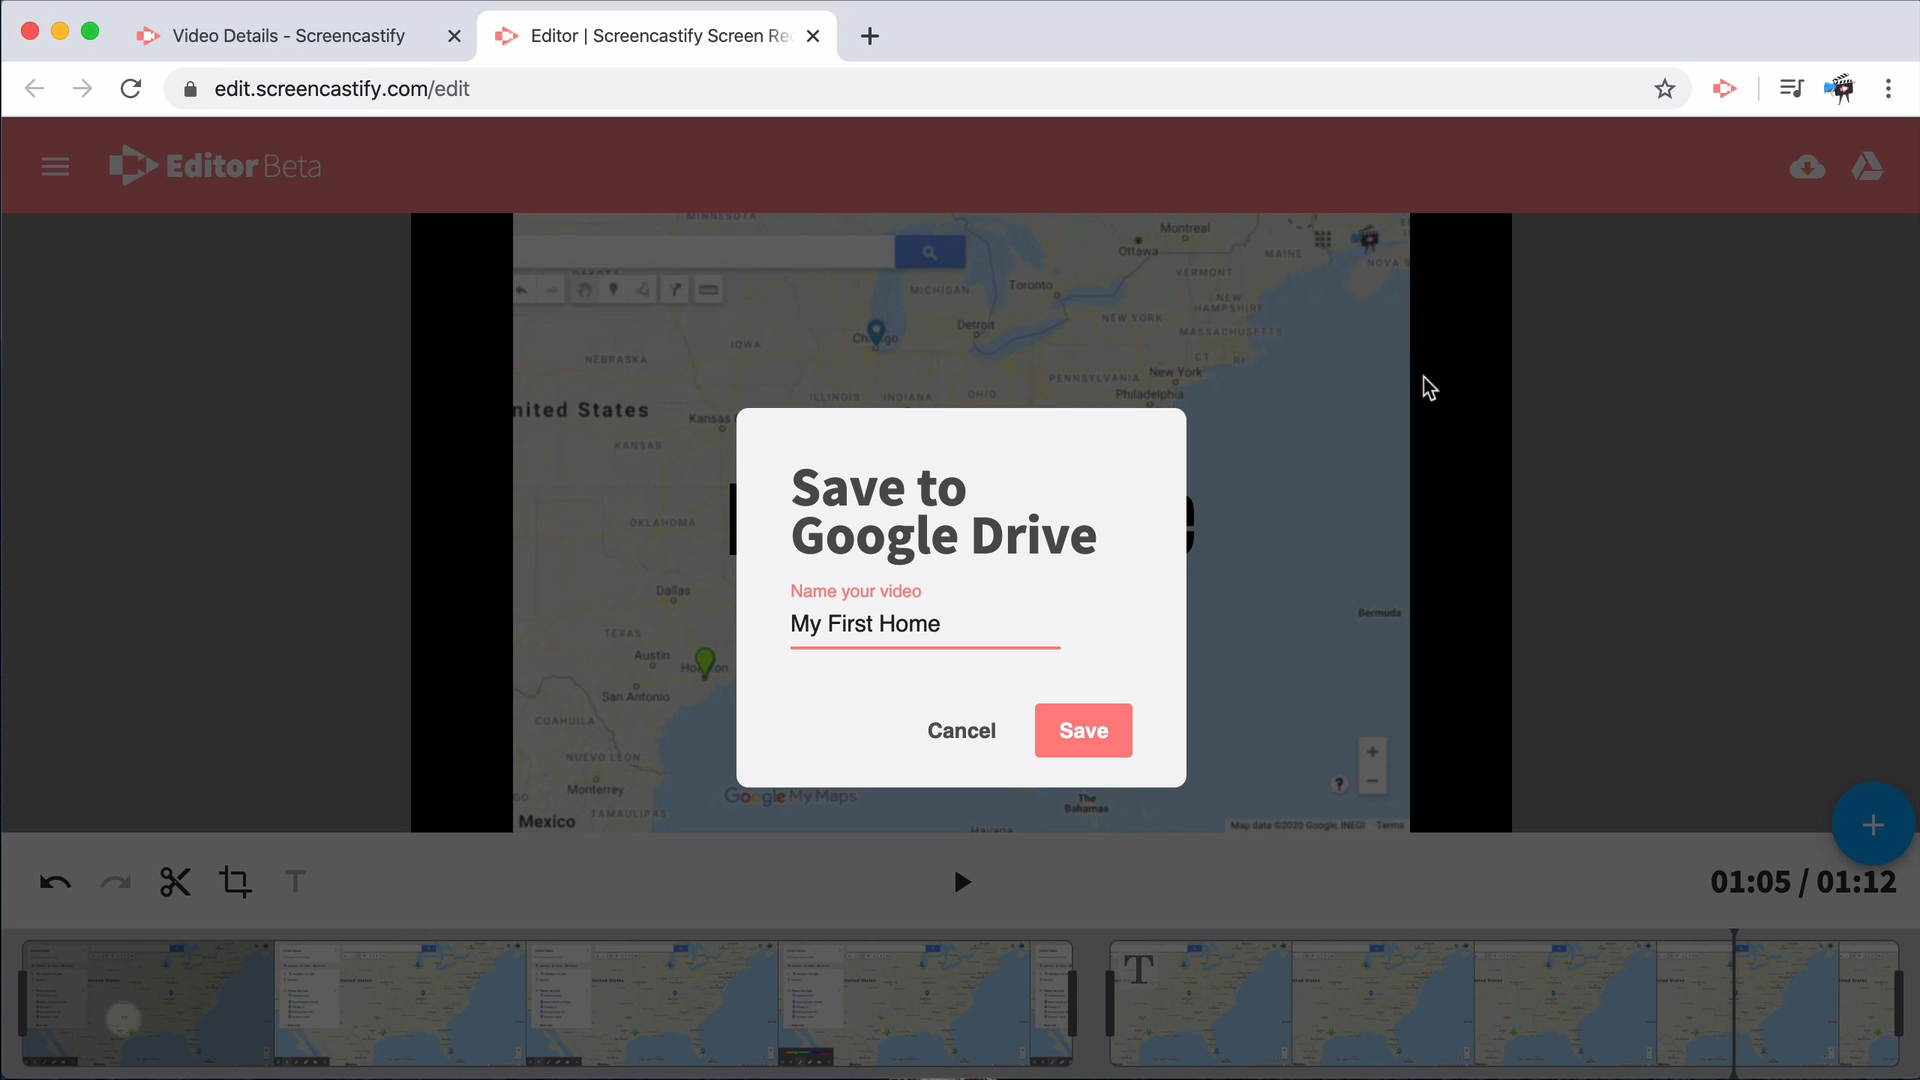 Video Details - Screencastify
Editor | Screencastify Screen Rec
edit.screencastify.com/edit
Editor Beta
MINNESOTA
Montreal
Ottawa
MAINE
NOVA S
VERMONT
MICHIGAN
Toronto
NEW
HAMPSHIRE
NEW YORK
Detroit
MASSACHUSETTS
Chicago
IOWA
CT
RI
NEBRASKA
PENNSYLVANIA
New York
Philadelphia
ILLINOIS
INDIANA
OHIO
nited States
Kansas
KANSAS
Save to
Google Drive
OKLAHOMA
Name your video
Dallas
My First Home
Bermuda
TEXAS
Austin
Houston
San Antonio
COAHUILA
Cancel
Save
NUEVO LEON
Monterrey
Google My Maps
The
Bahamas
TAMAULIPAS
Mexico
Havana
Map data ©2020 Google, INEGI
Terms
T
01:05 / 01:12
T